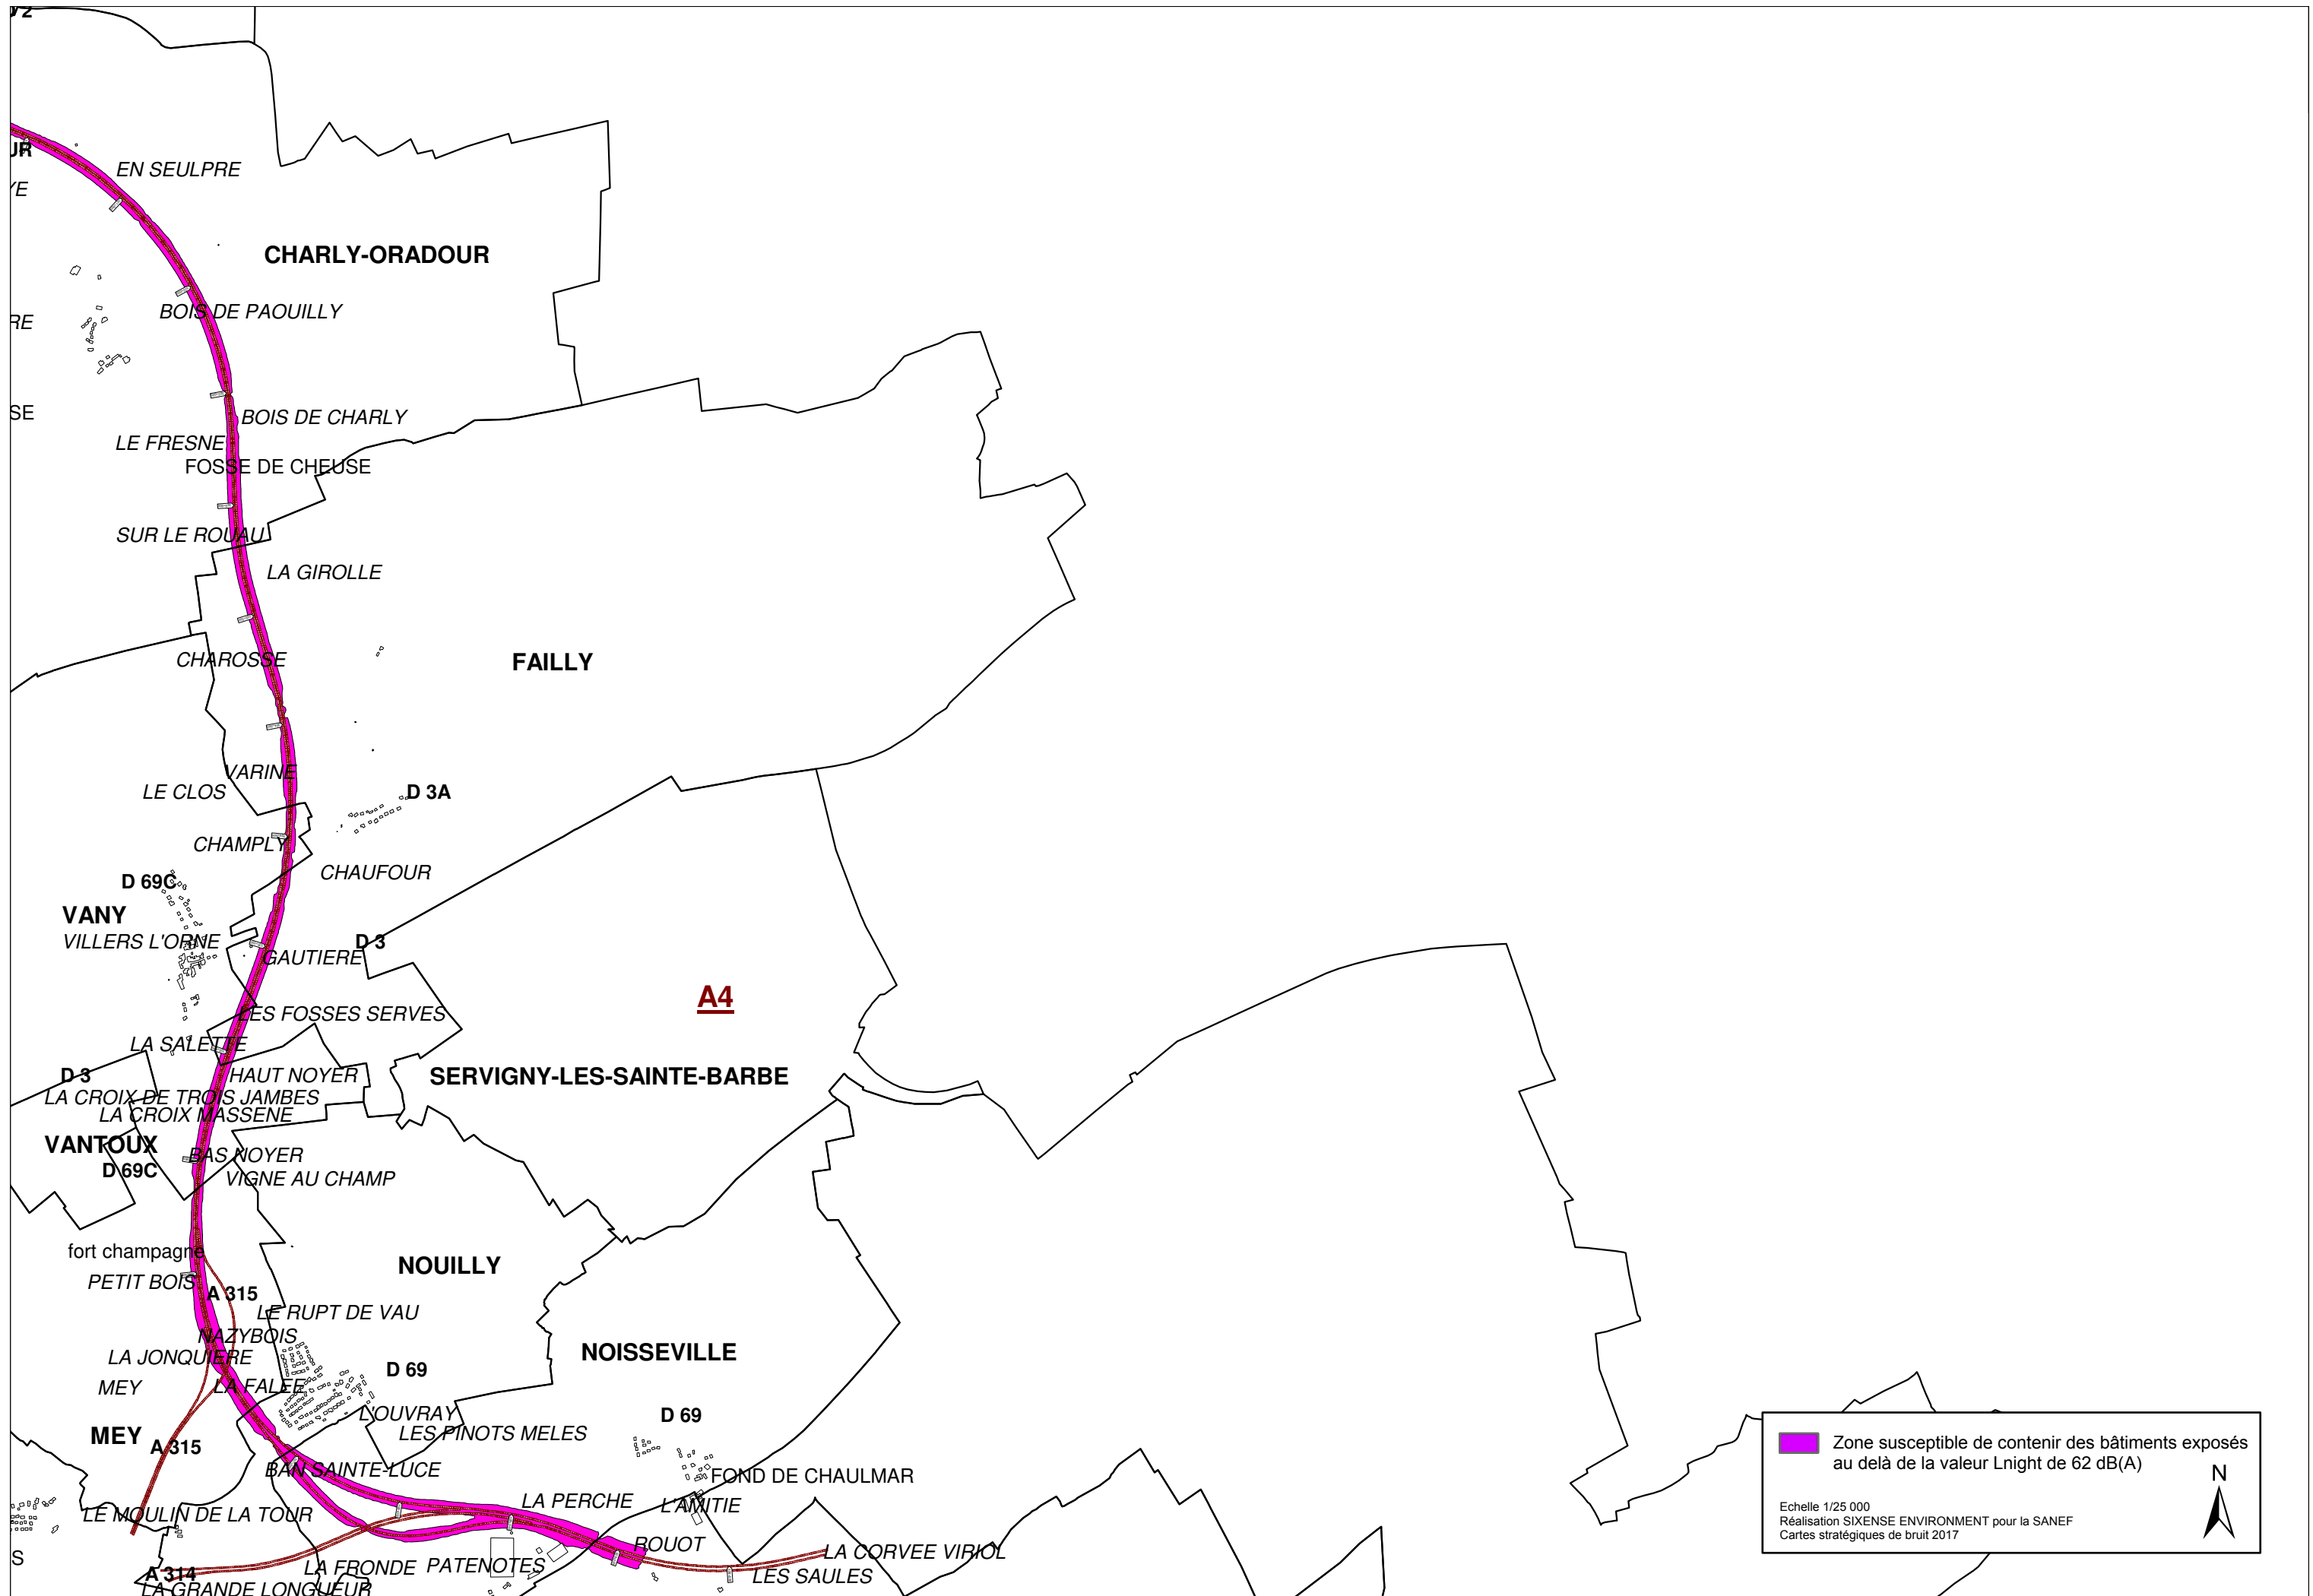 EN SEULPRE
CHARLY-ORADOUR
BOIS DE PAOUILLY
BOIS DE CHARLY
LE FRESNE
FOSSE DE CHEUSE
SUR LE ROUAU
LA GIROLLE
CHAROSSE
FAILLY
VARINE
LE CLOS
D 3A
CHAMPLY
CHAUFOUR
D 69C
VANY
VILLERS L'ORNE
D 3
GAUTIERE
A4
LES FOSSES SERVES
LA SALETTE
D 3
HAUT NOYER
SERVIGNY-LES-SAINTE-BARBE
LA CROIX DE TROIS JAMBES
LA CROIX MASSENE
VANTOUX
BAS NOYER
D 69C
VIGNE AU CHAMP
fort champagne
NOUILLY
PETIT BOIS
A 315
LE RUPT DE VAU
NAZYBOIS
NOISSEVILLE
LA JONQUIERE
D 69
MEY
LA FALEE
L'OUVRAY
D 69
LES PINOTS MELES
MEY
A 315
BAN SAINTE-LUCE
FOND DE CHAULMAR
LA PERCHE
L'AMITIE
LE MOULIN DE LA TOUR
ROUOT
LA CORVEE VIRIOL
S
A 314
LA FRONDE
PATENOTES
LES SAULES
LA GRANDE LONGUEUR
Zone susceptible de contenir des bâtiments exposés
au delà de la valeur Lnight de 62 dB(A)
N
Echelle 1/25 000
Réalisation SIXENSE ENVIRONMENT pour la SANEF
Cartes stratégiques de bruit 2017